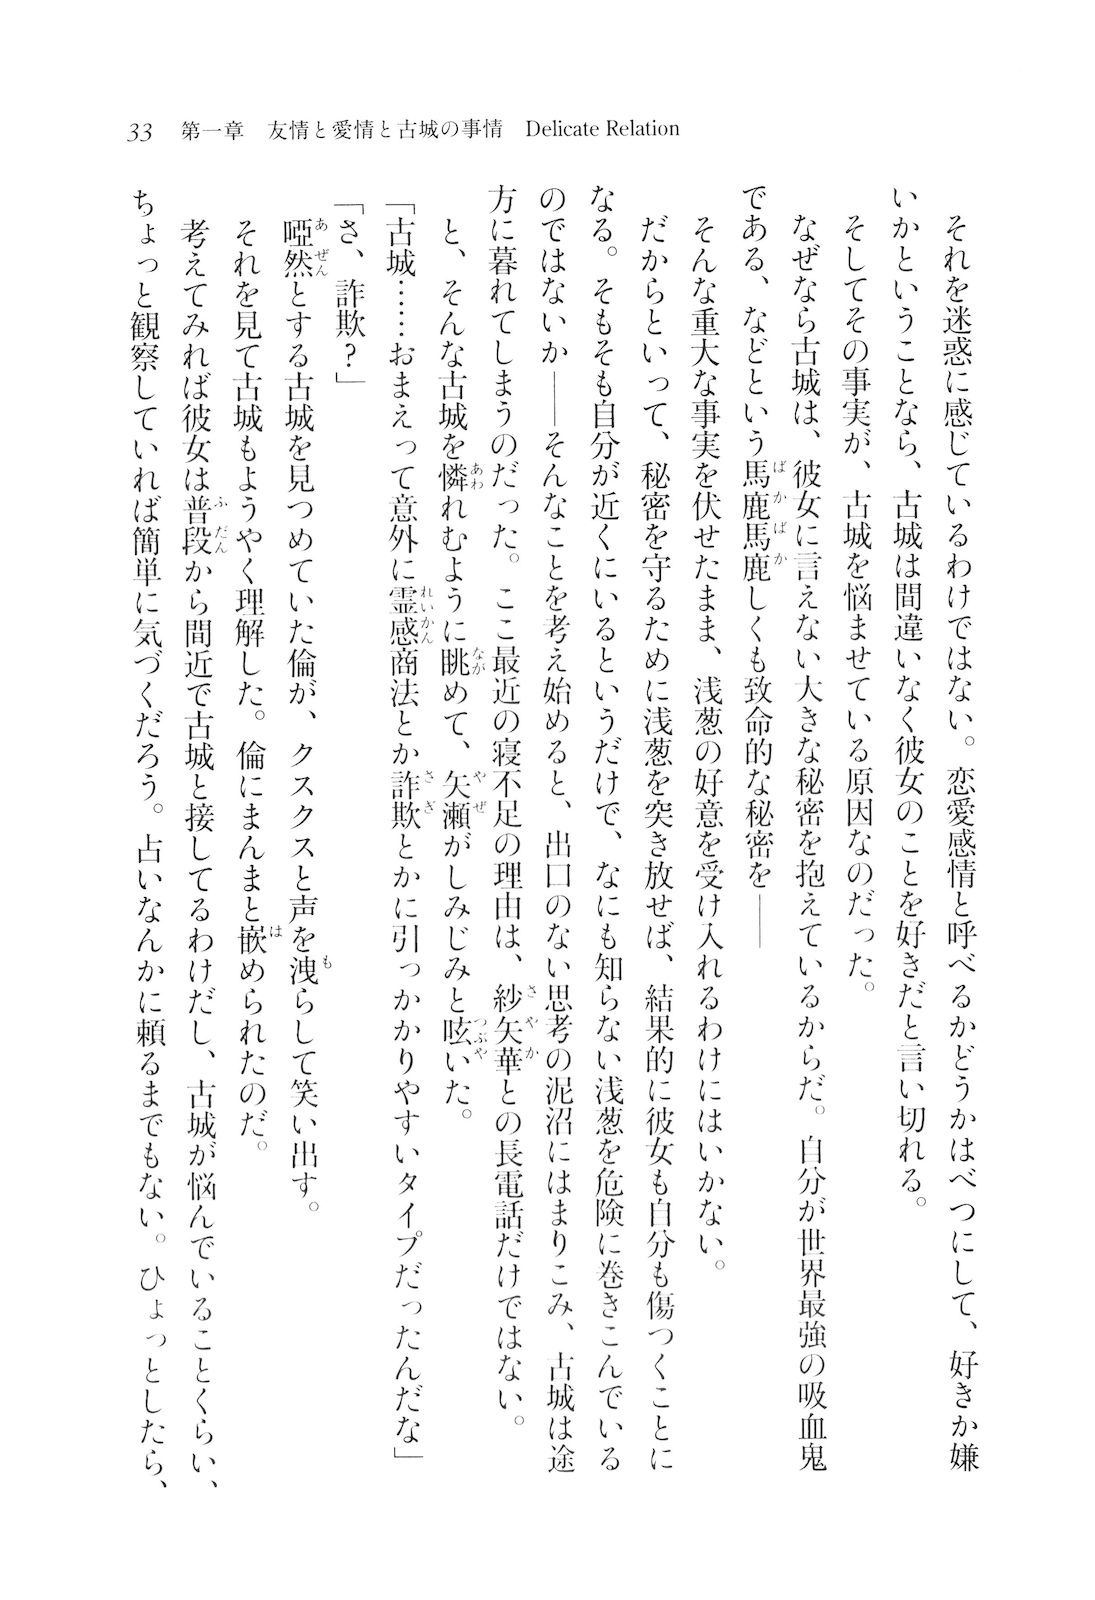 33　第一章　友情と愛情と古城の事情　Delicate Relation
　それを迷惑に感じているわけではない。恋愛感情と呼べるかどうかはべつにして、好きか嫌
いかということなら、古城は間違いなく彼女のことを好きだと言い切れる。
　そしてその事実が、古城を悩ませている原因なのだった。
　なぜなら古城は、彼女に言えない大きな秘密を抱えているからだ。自分が世界最強の吸血鬼
である、などという馬鹿馬鹿しくも致命的な秘密を――
　そんな重大な事実を伏せたまま、浅葱の好意を受け入れるわけにはいかない。
　だからといって、秘密を守るために浅葱を突き放せば、結果的に彼女も自分も傷つくことに
なる。そもそも自分が近くにいるというだけで、なにも知らない浅葱を危険に巻きこんでいる
のではないか――そんなことを考え始めると、出口のない思考の泥沼にはまりこみ、古城は途
方に暮れてしまうのだった。ここ最近の寝不足の理由は、紗矢華との長電話だけではない。
　と、そんな古城を憐れむように眺めて、矢瀬がしみじみと呟いた。
「古城……おまえって意外に霊感商法とか詐欺とかに引っかかりやすいタイプだったんだな」
「さ、詐欺？」
　啞然とする古城を見つめていた倫が、クスクスと声を洩らして笑い出す。
　それを見て古城もようやく理解した。倫にまんまと嵌められたのだ。
　考えてみれば彼女は普段から間近で古城と接してるわけだし、古城が悩んでいることくらい、
ちょっと観察していれば簡単に気づくだろう。占いなんかに頼るまでもない。ひょっとしたら、